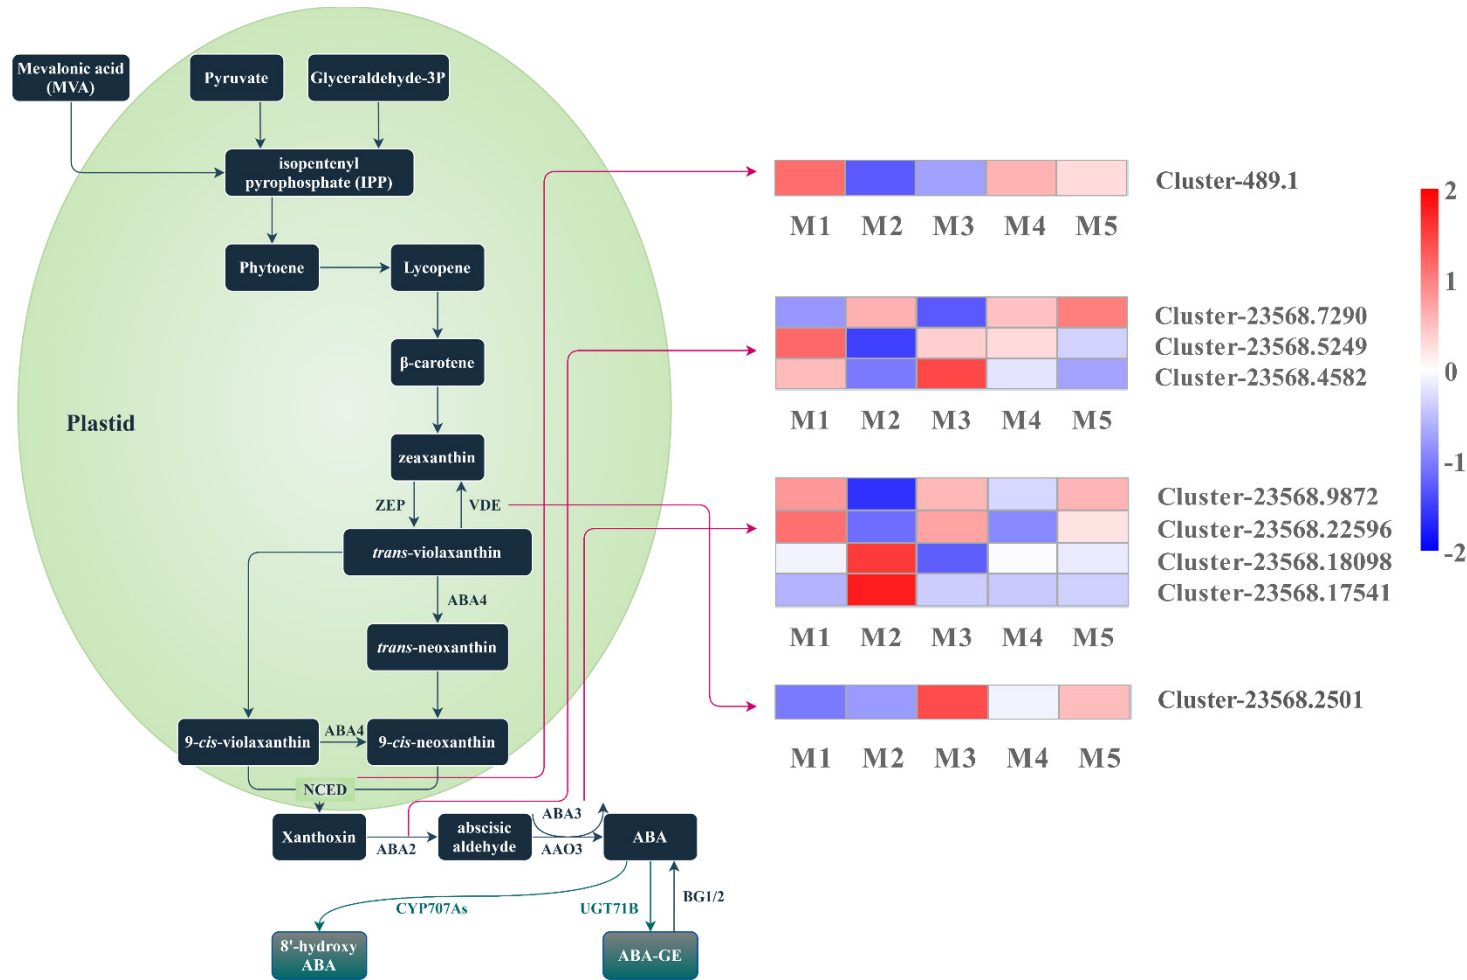 Mevalonic acid
(MVA)
Pyruvate
Glyceraldehyde-3P
isopentenyl
pyrophosphate (IPP)
Phytoene
Lycopene
β-carotene
Plastid
zeaxanthin
ZEP
VDE
trans-violaxanthin
ABA4
trans-neoxanthin
9-cis-violaxanthin
ABA4
9-cis-neoxanthin
NCED
Xanthoxin
ABA2
abscisic
aldehyde
ABA3
AAO3
ABA
CYP707As
UGT71B
BG1/2
8'-hydroxy
ABA
ABA-GE
Cluster-489.1
M1 M2 M3 M4 M5
Cluster-23568.7290
Cluster-23568.5249
Cluster-23568.4582
M1 M2 M3 M4 M5
Cluster-23568.9872
Cluster-23568.22596
Cluster-23568.18098
Cluster-23568.17541
M1 M2 M3 M4 M5
Cluster-23568.2501
M1 M2 M3 M4 M5
2
1
0
-1
-2